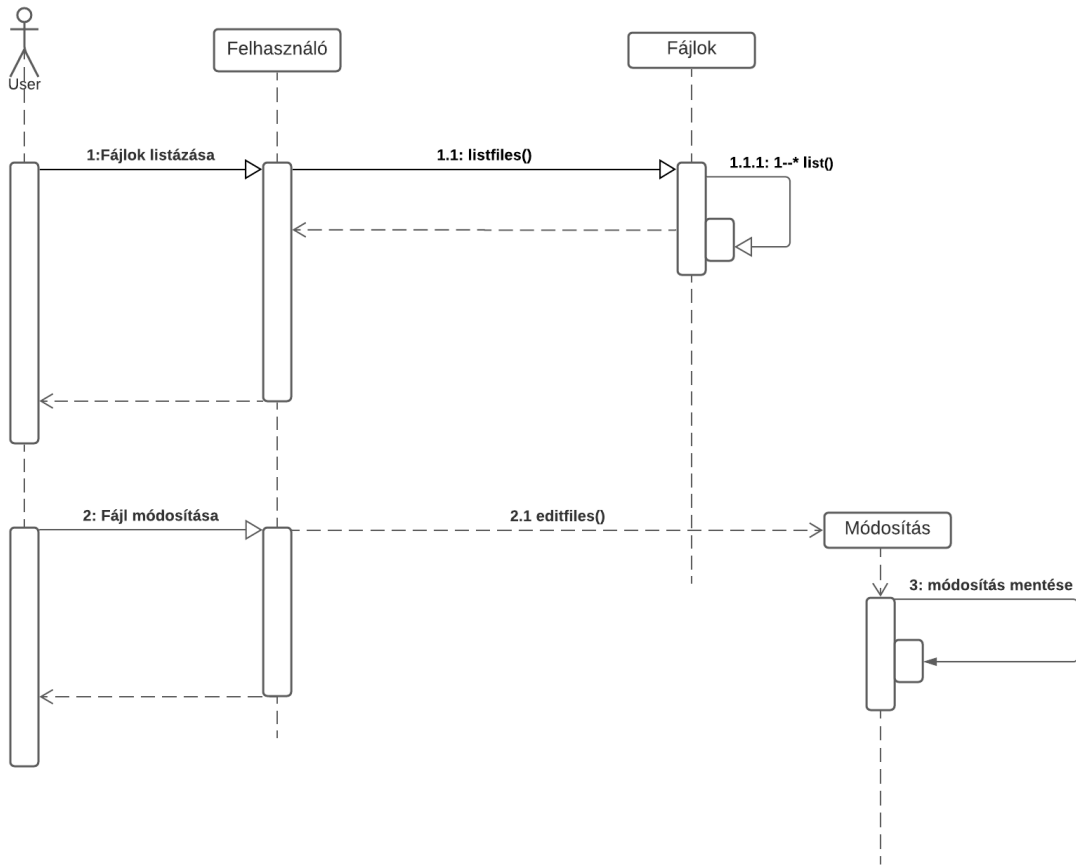 User
Felhasználó
Fájlok
1:Fájlok listázása
1.1: listfiles()
1.1.1: 1--* list()
2: Fájl módosítása
2.1 editfiles()
Módosítás
3: módosítás mentése